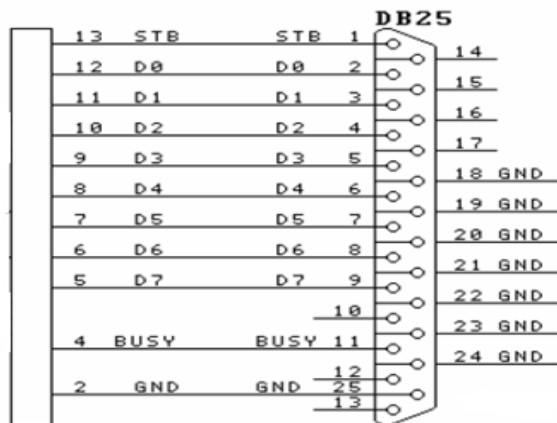 DB25
13 STB STB 1
14
12 D0 D0 2
15
11 D1 D1 3
16
10 D2 D2 4
17
9 D3 D3 5
18 GND
8 D4 D4 6
19 GND
7 D5 D5 7
20 GND
6 D6 D6 8
21 GND
5 D7 D7 9
22 GND
10
23 GND
4 BUSY BUSY 11
24 GND
12
2 GND GND 25
13